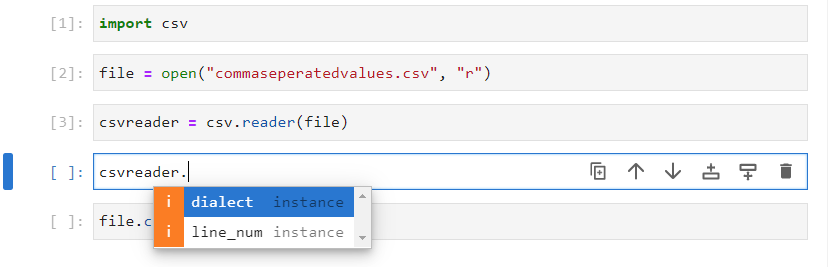 [1]: import csv
[2]: file = open("commaseperatedvalues.csv", "r")
[3]: csvreader = csv.reader(file)
[ ]: csvreader.
i dialect instance
i line_num instance
[ ]: file.c